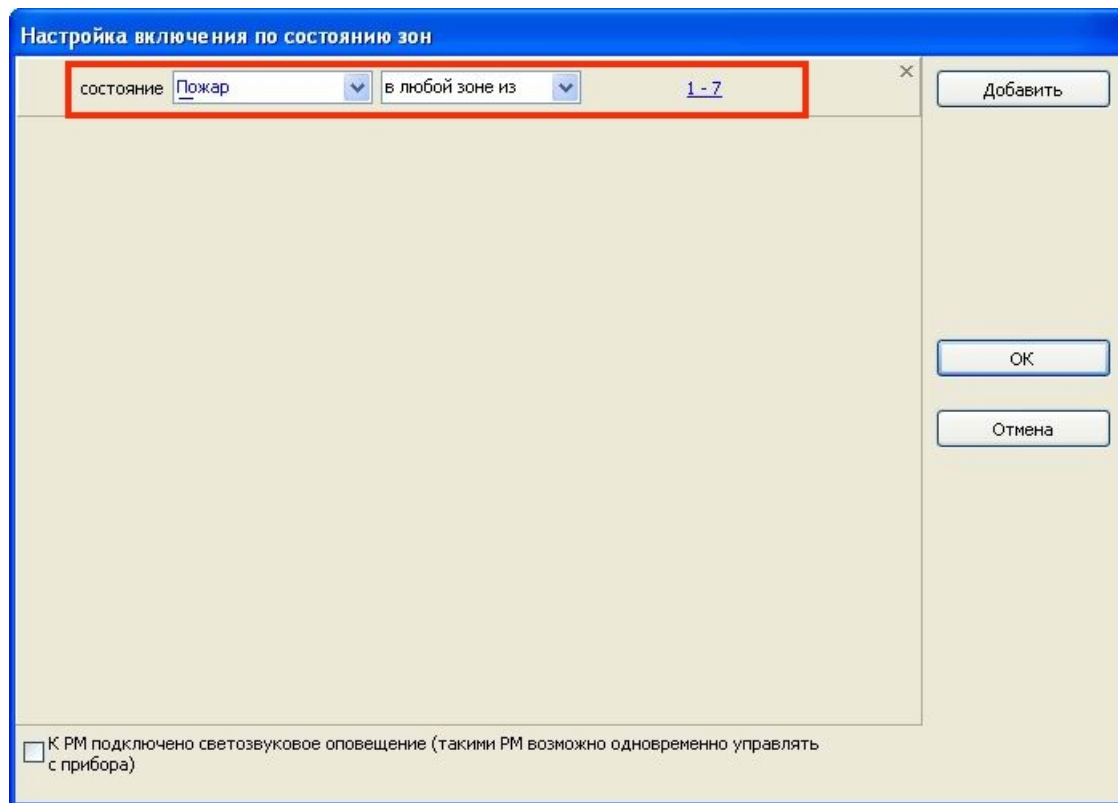 Настройка включения по состоянию зон
состояние Пожар в любой зоне из 1 - 7
Добавить
ОК
Отмена
К РМ подключено светозвуковое оповещение (такими РМ возможно одновременно управлять
с прибора)